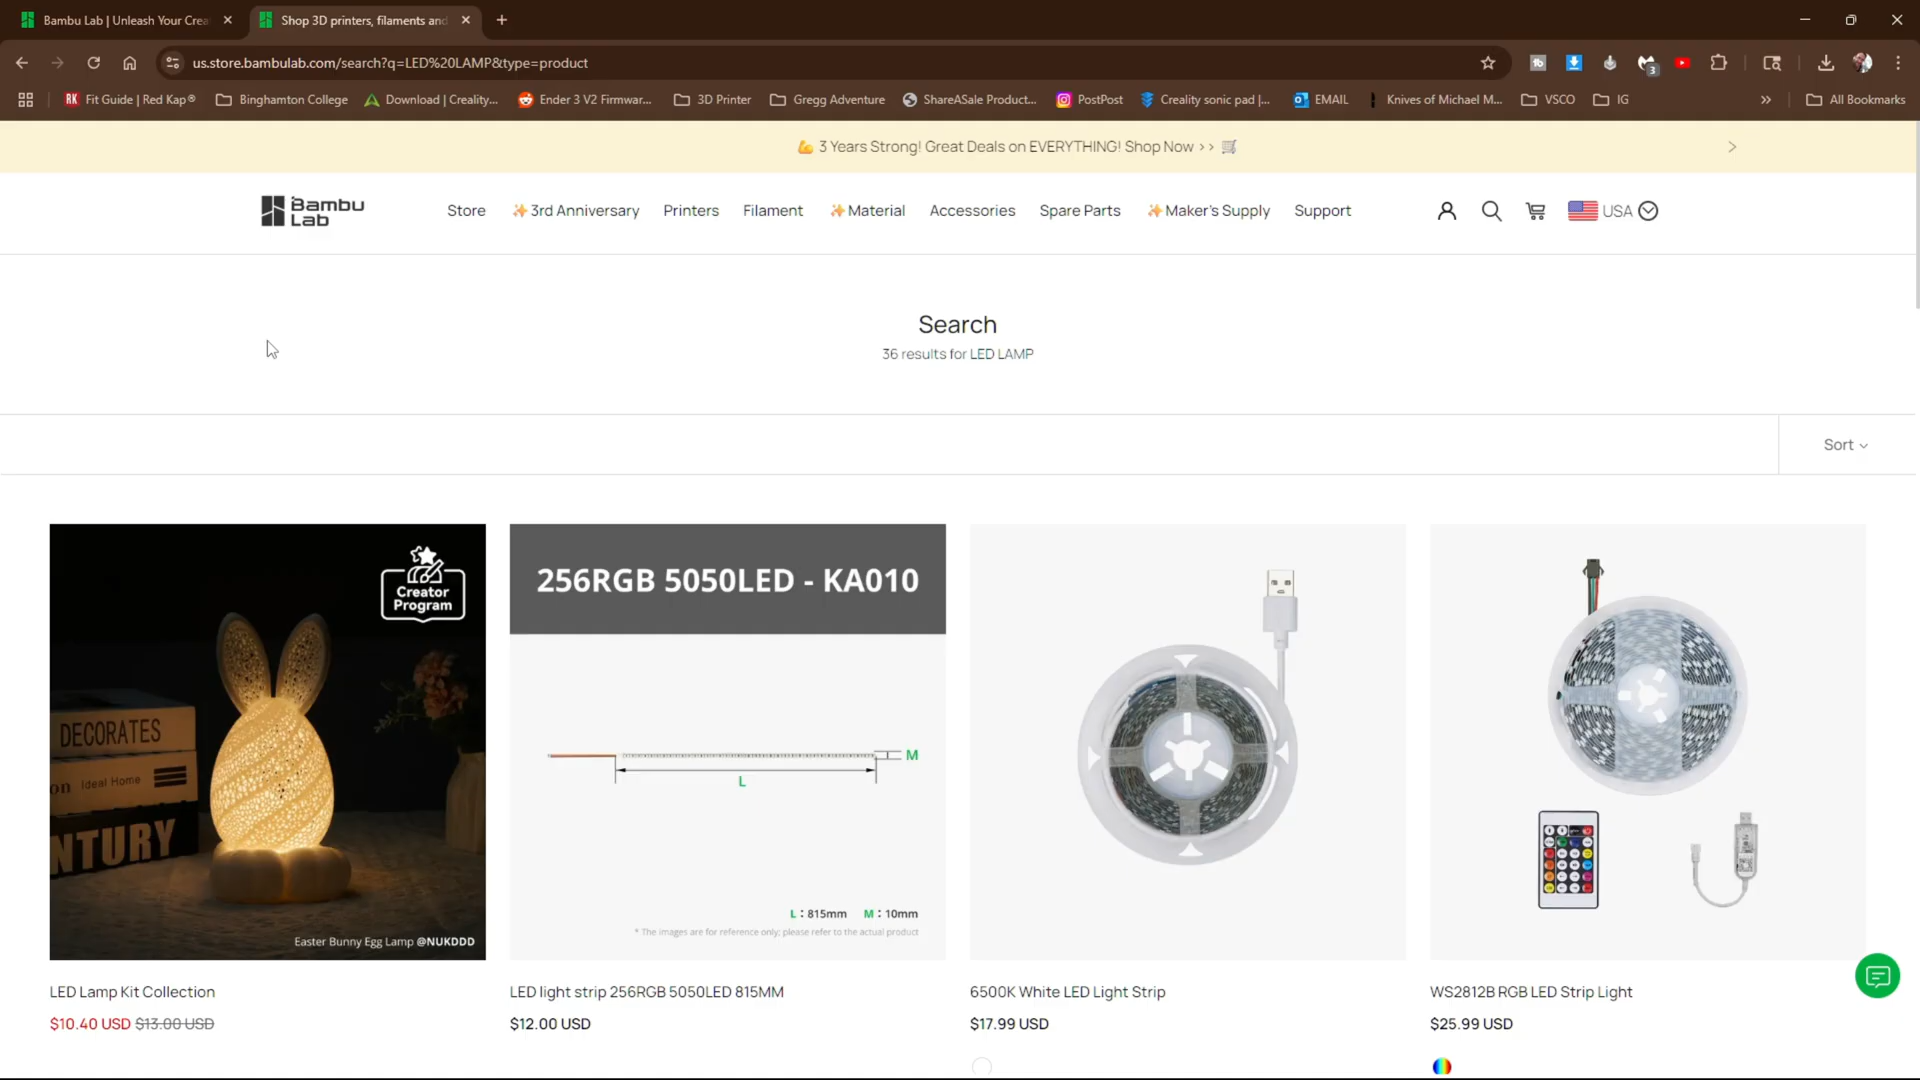 Bambu Lab | Unleash Your Crea
Shop 3D printers, filaments and
us.store.bambulab.com/search?q=LED%20LAMP&type=product
3
RK Fit Guide | Red Kap®
Binghamton College
Download | Creality...
Ender 3 V2 Firmwar...
3D Printer
Gregg Adventure
ShareASale Product...
PostPost
Creality sonic pad |...
EMAIL
Knives of Michael M...
VSCO
IG
All Bookmarks
💪 3 Years Strong! Great Deals on EVERYTHING! Shop Now >> 🛒
Bambu Lab
Store
✨3rd Anniversary
Printers
Filament
✨Material
Accessories
Spare Parts
✨Maker's Supply
Support
USA
Search
36 results for LED LAMP
Sort
Creator
Program
DECORATES
on Ideal Home
NTURY
Easter Bunny Egg Lamp @NUKDDD
256RGB 5050LED - KA010
M
L
L : 815mm M : 10mm
* The images are for reference only; please refer to the actual product
LED Lamp Kit Collection
$10.40 USD $13.00 USD
LED light strip 256RGB 5050LED 815MM
$12.00 USD
6500K White LED Light Strip
$17.99 USD
WS2812B RGB LED Strip Light
$25.99 USD